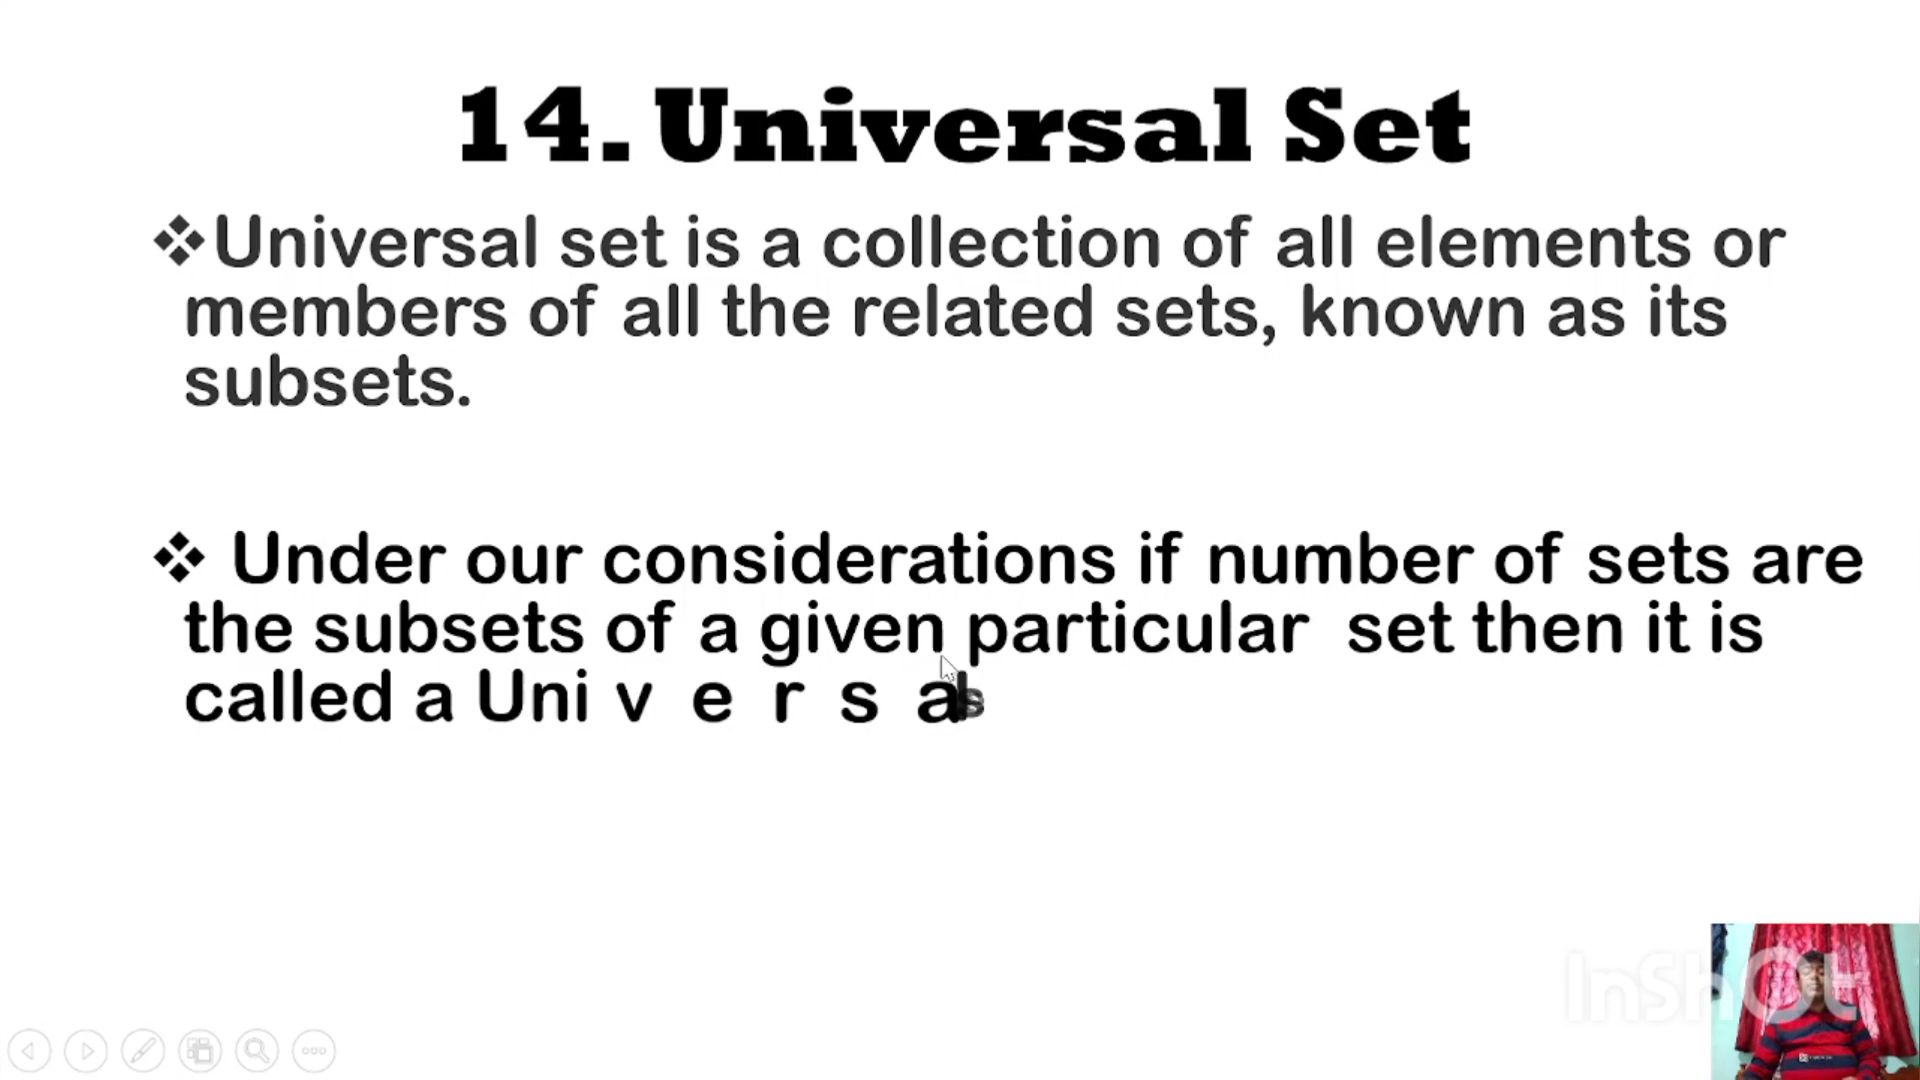 14. Universal Set
❖Universal set is a collection of all elements or
members of all the related sets, known as its
subsets.
❖ Under our considerations if number of sets are
the subsets of a given particular set then it is
called a Uni v e r s a
InShOt